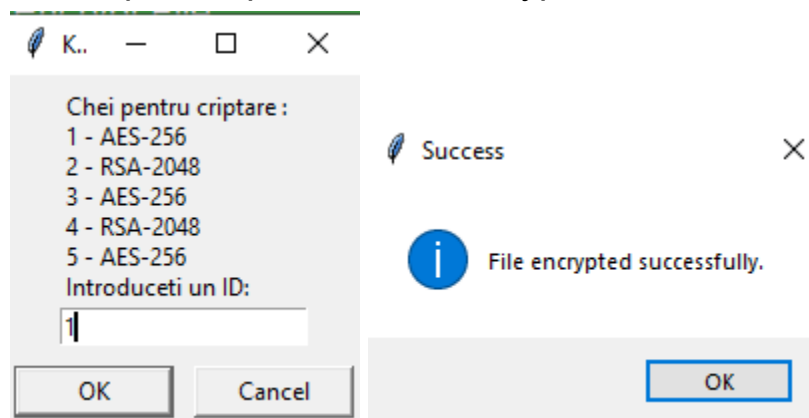 K..
Chei pentru criptare :
1 - AES-256
2 - RSA-2048
3 - AES-256
4 - RSA-2048
5 - AES-256
Introduceti un ID:
1
OK
Cancel
Success
File encrypted successfully.
OK